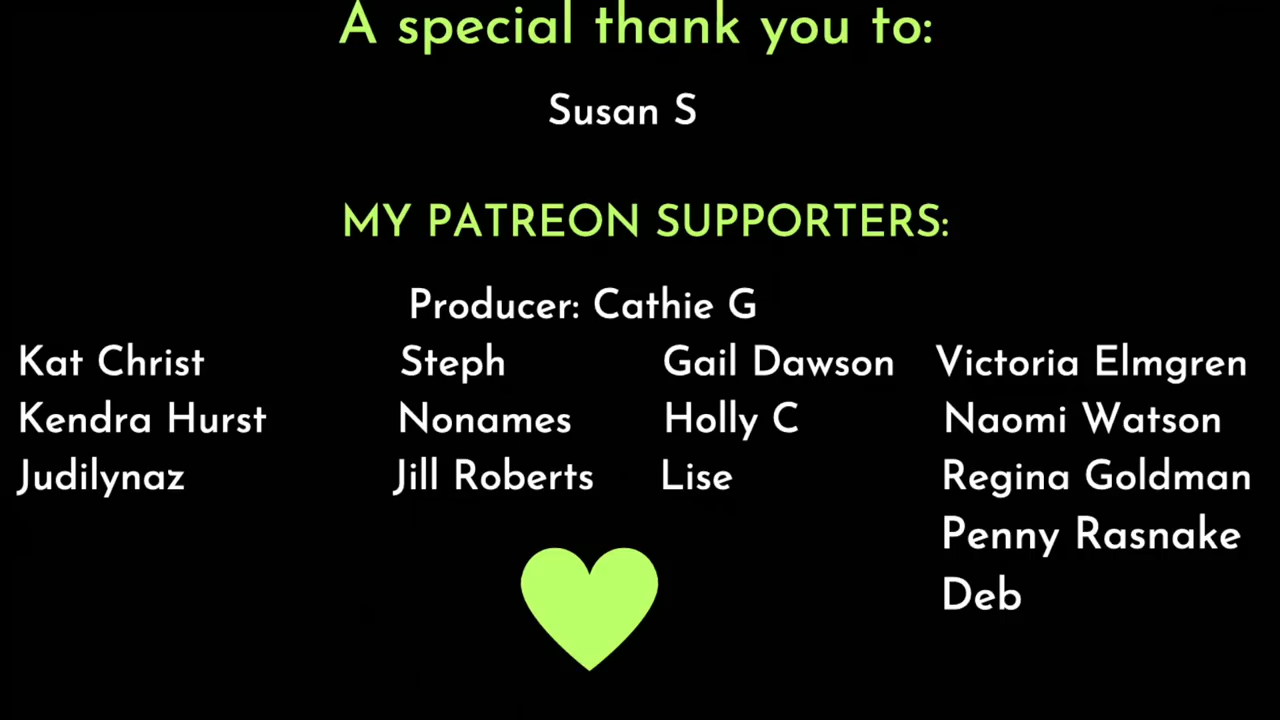 A special thank you to:
Susan S
MY PATREON SUPPORTERS:
Producer: Cathie G
Kat Christ Steph Gail Dawson Victoria Elmgren
Kendra Hurst Nonames Holly C Naomi Watson
Judilynaz Jill Roberts Lise Regina Goldman
Penny Rasnake
Deb